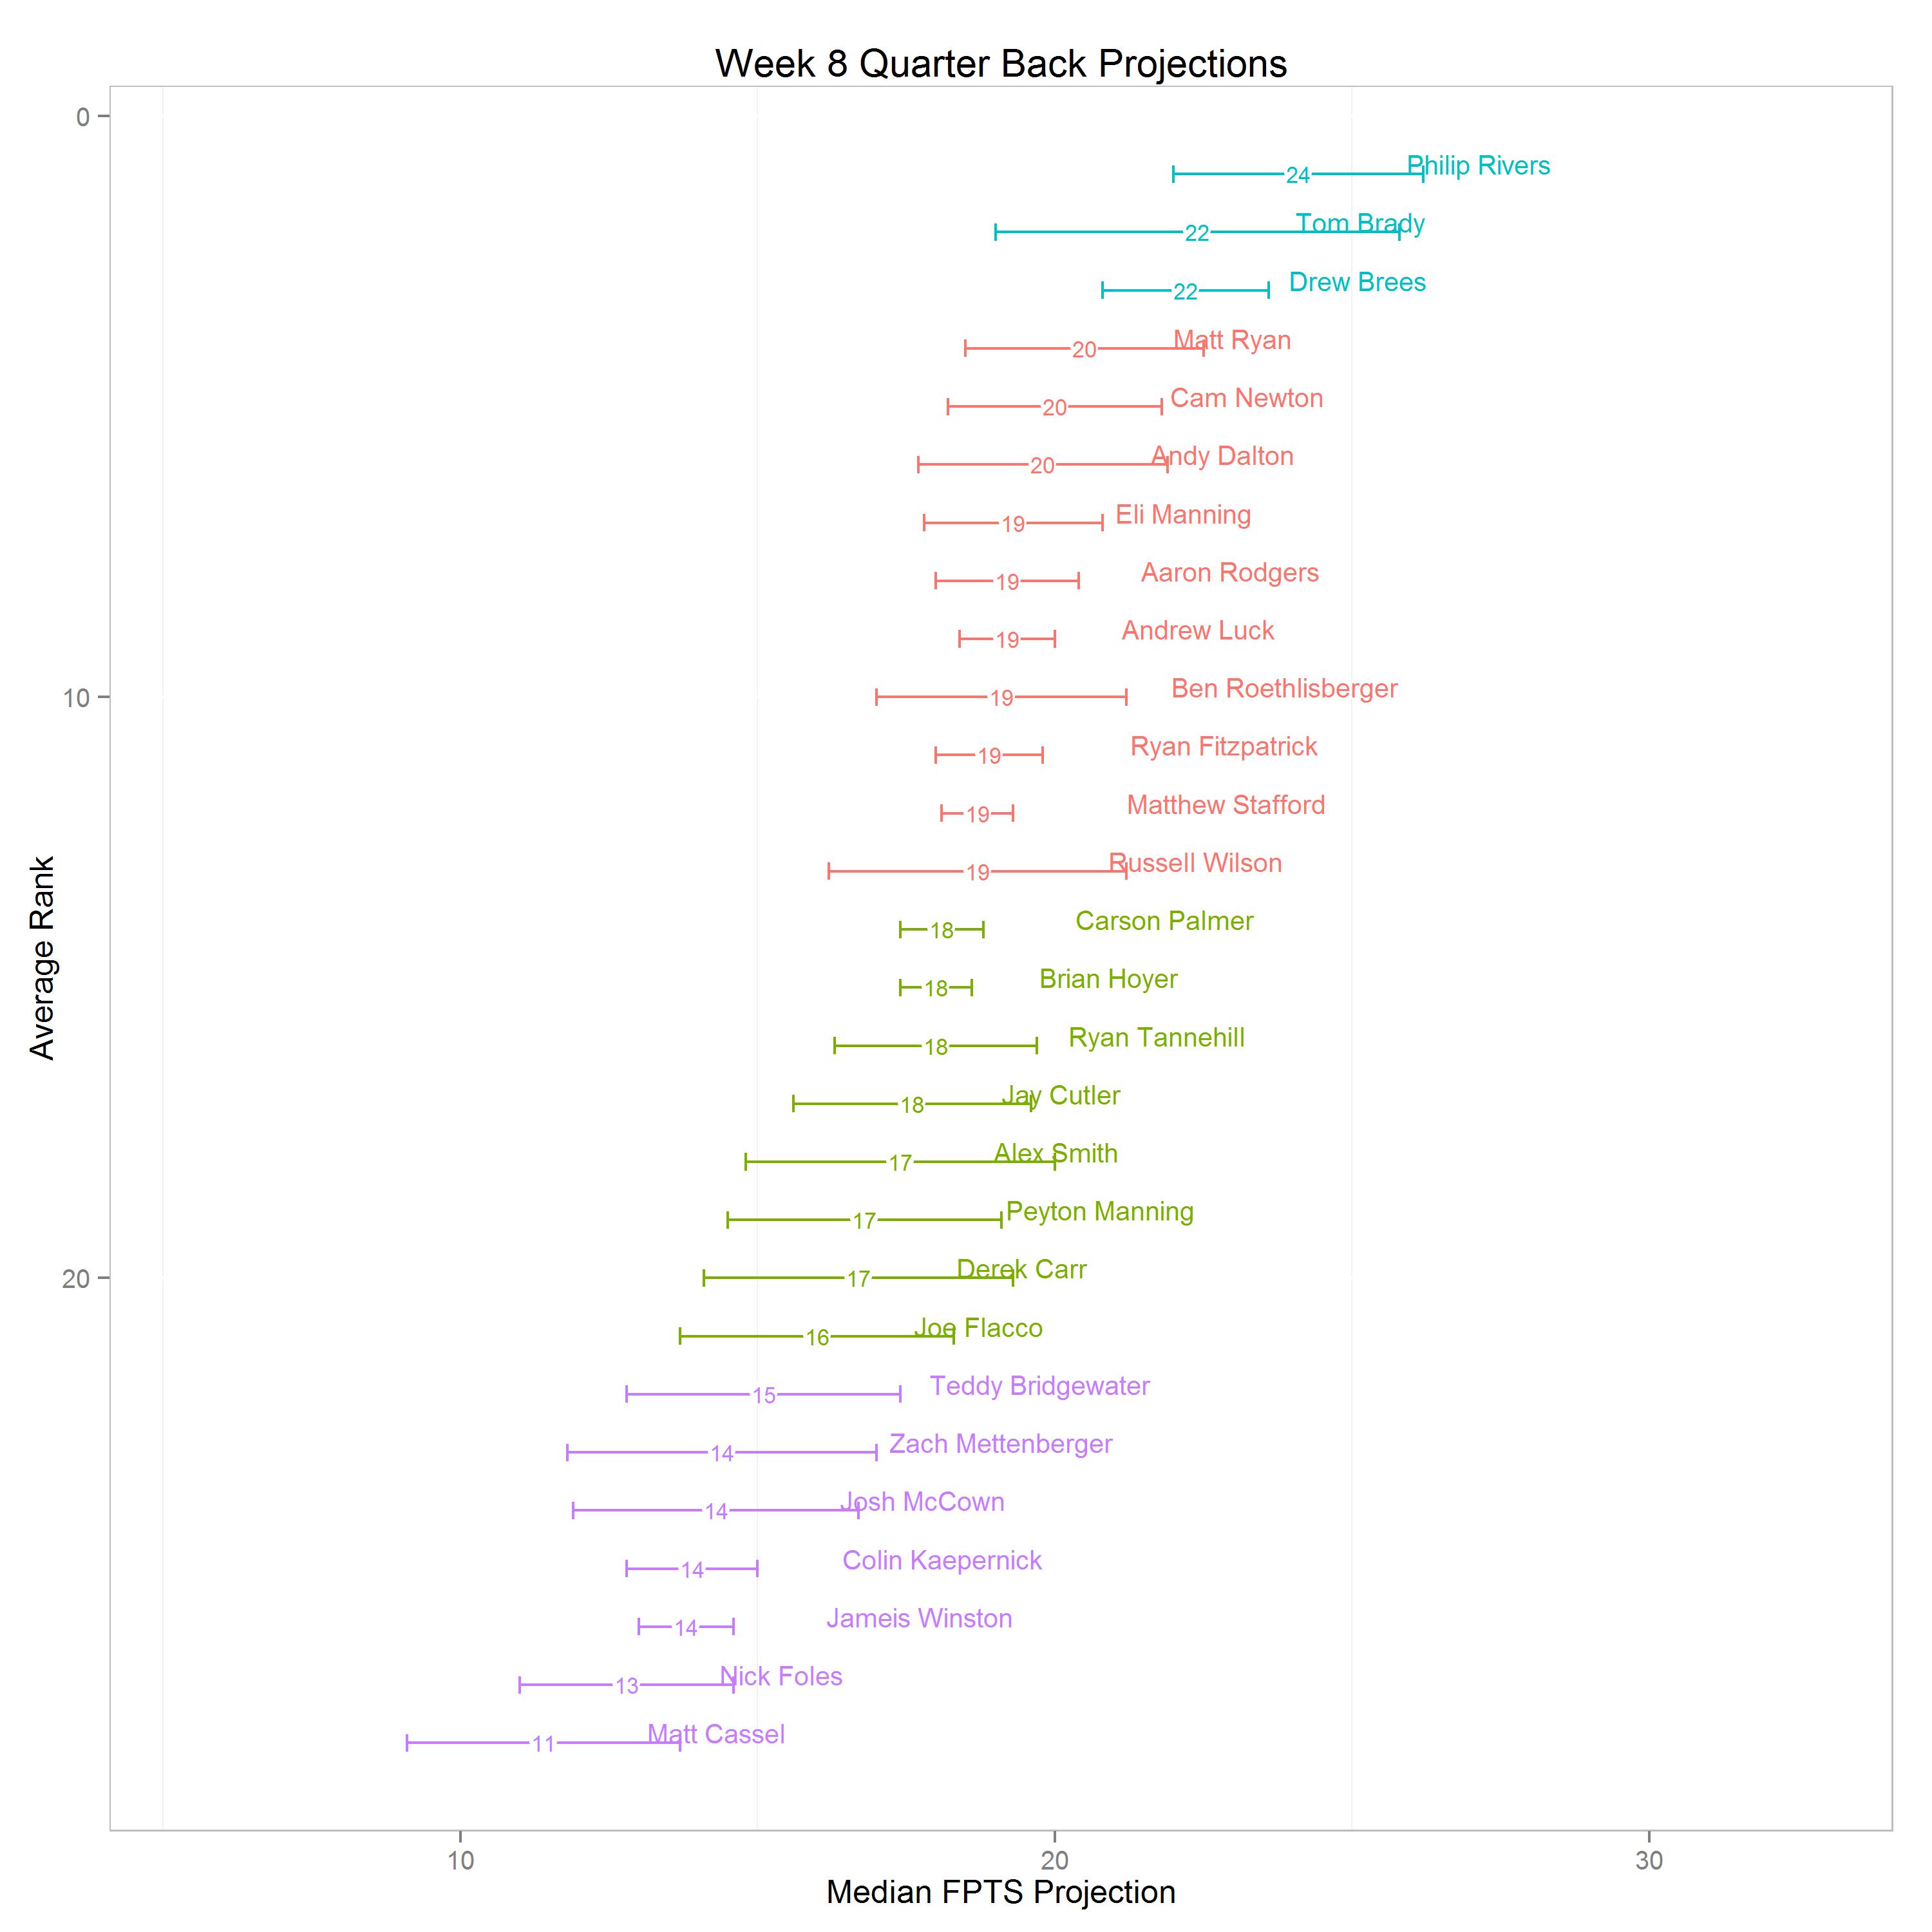 Week 8 Quarter Back Projections
0
Philip Rivers
24
Tom Brady
22
Drew Brees
22
Matt Ryan
20
Cam Newton
20
Andy Dalton
20
Eli Manning
19
Aaron Rodgers
19
Andrew Luck
19
10
Ben Roethlisberger
19
Ryan Fitzpatrick
19
Matthew Stafford
19
Russell Wilson
19
Average Rank
Carson Palmer
18
Brian Hoyer
18
Ryan Tannehill
18
Jay Cutler
18
Alex Smith
17
Peyton Manning
17
20
Derek Carr
17
Joe Flacco
16
Teddy Bridgewater
15
Zach Mettenberger
14
Josh McCown
14
Colin Kaepernick
14
Jameis Winston
14
Nick Foles
13
Matt Cassel
11
10 20 30
Median FPTS Projection